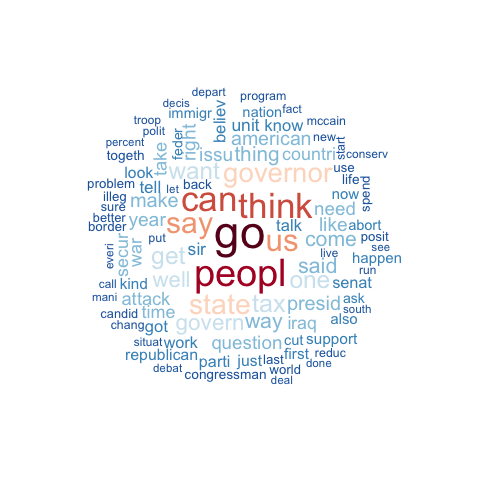 depart
decis program
immigr nation fact
troop believ unit know mccain
polit feder right american new start
percent take issu thing countri conserv
togeth look want governor use
problem tell let back life spend
illeg make can think need now
sure year say go us talk like abort
better border secur war sir come posit
everi put get live happen see
call kind well peopl said one senat run
mani attack state tax presid ask
candid time govern way iraq also south
chang got question cut support
situat work first reduc
republican parti just last done
debat congressman world
deal